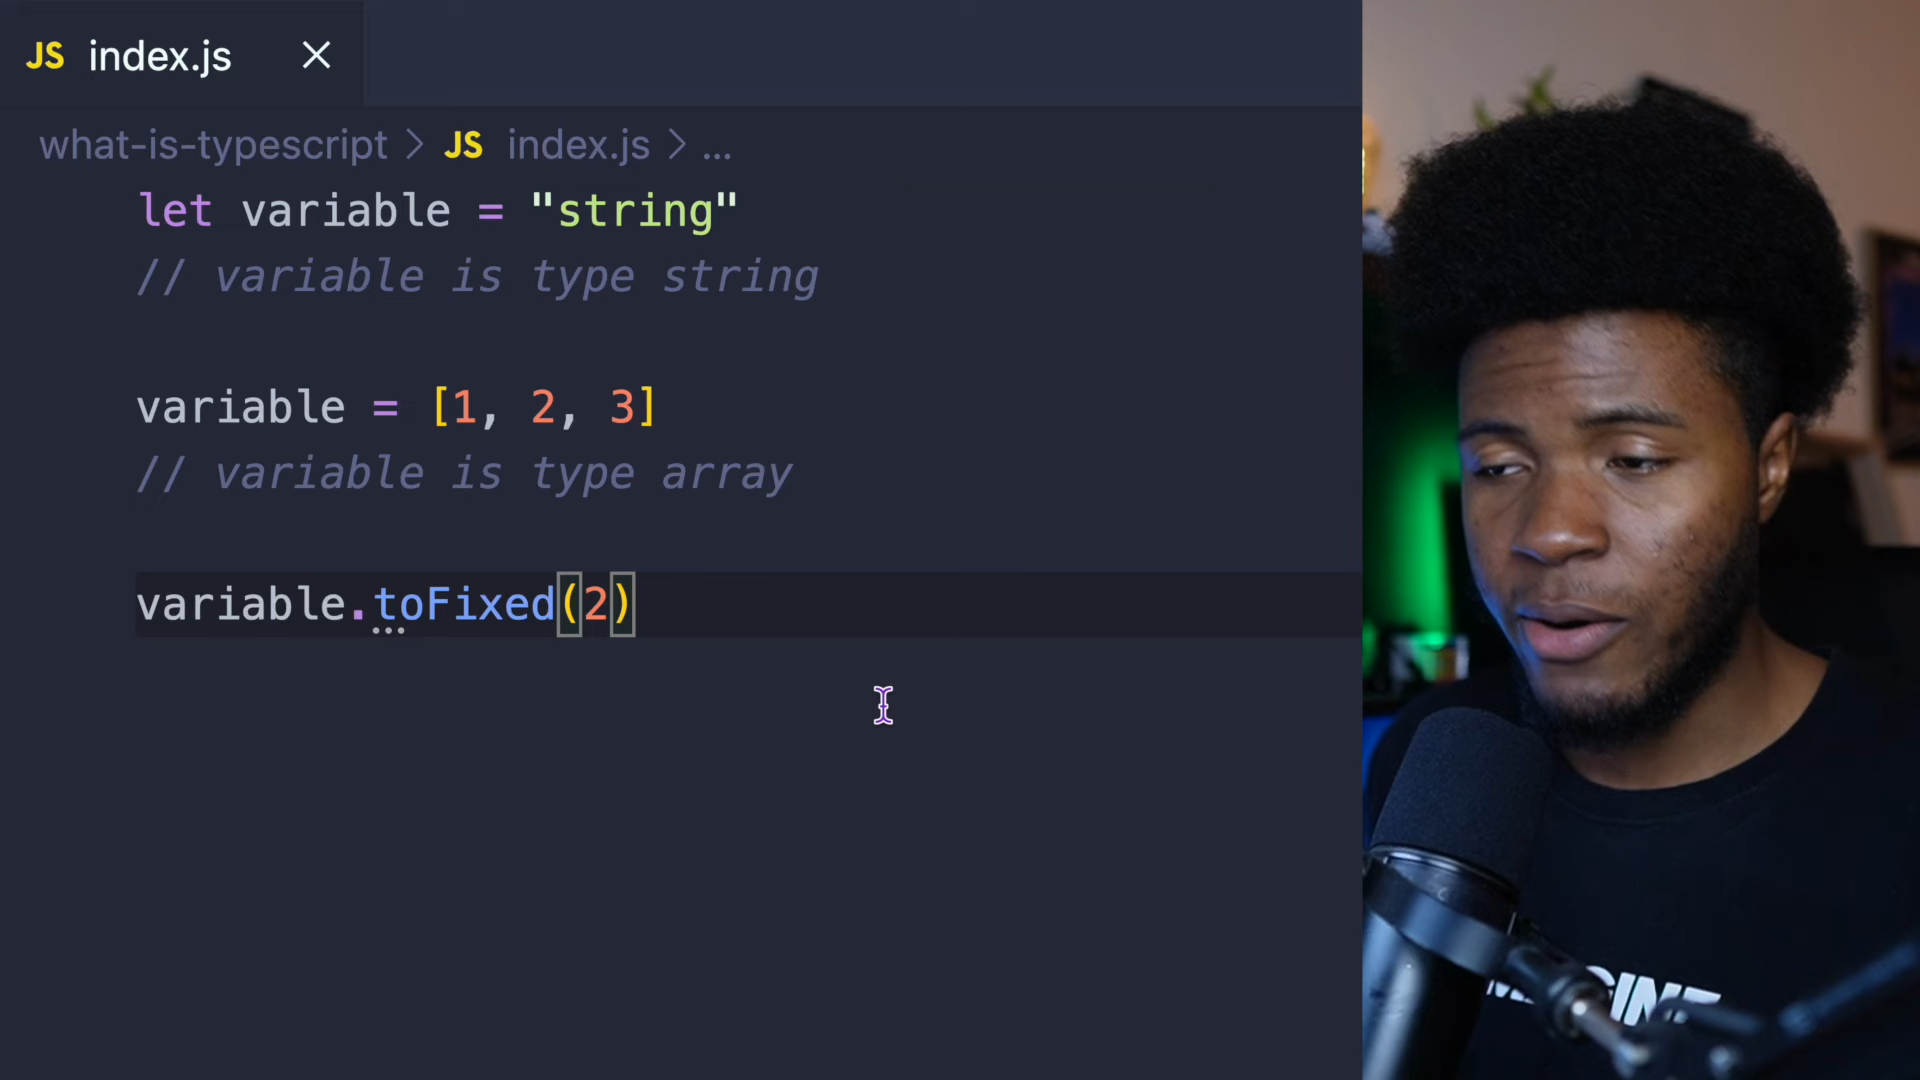 JS index.js
what-is-typescript > JS index.js > ...
let variable = "string"
// variable is type string
variable = [1, 2, 3]
// variable is type array
variable.toFixed(2)